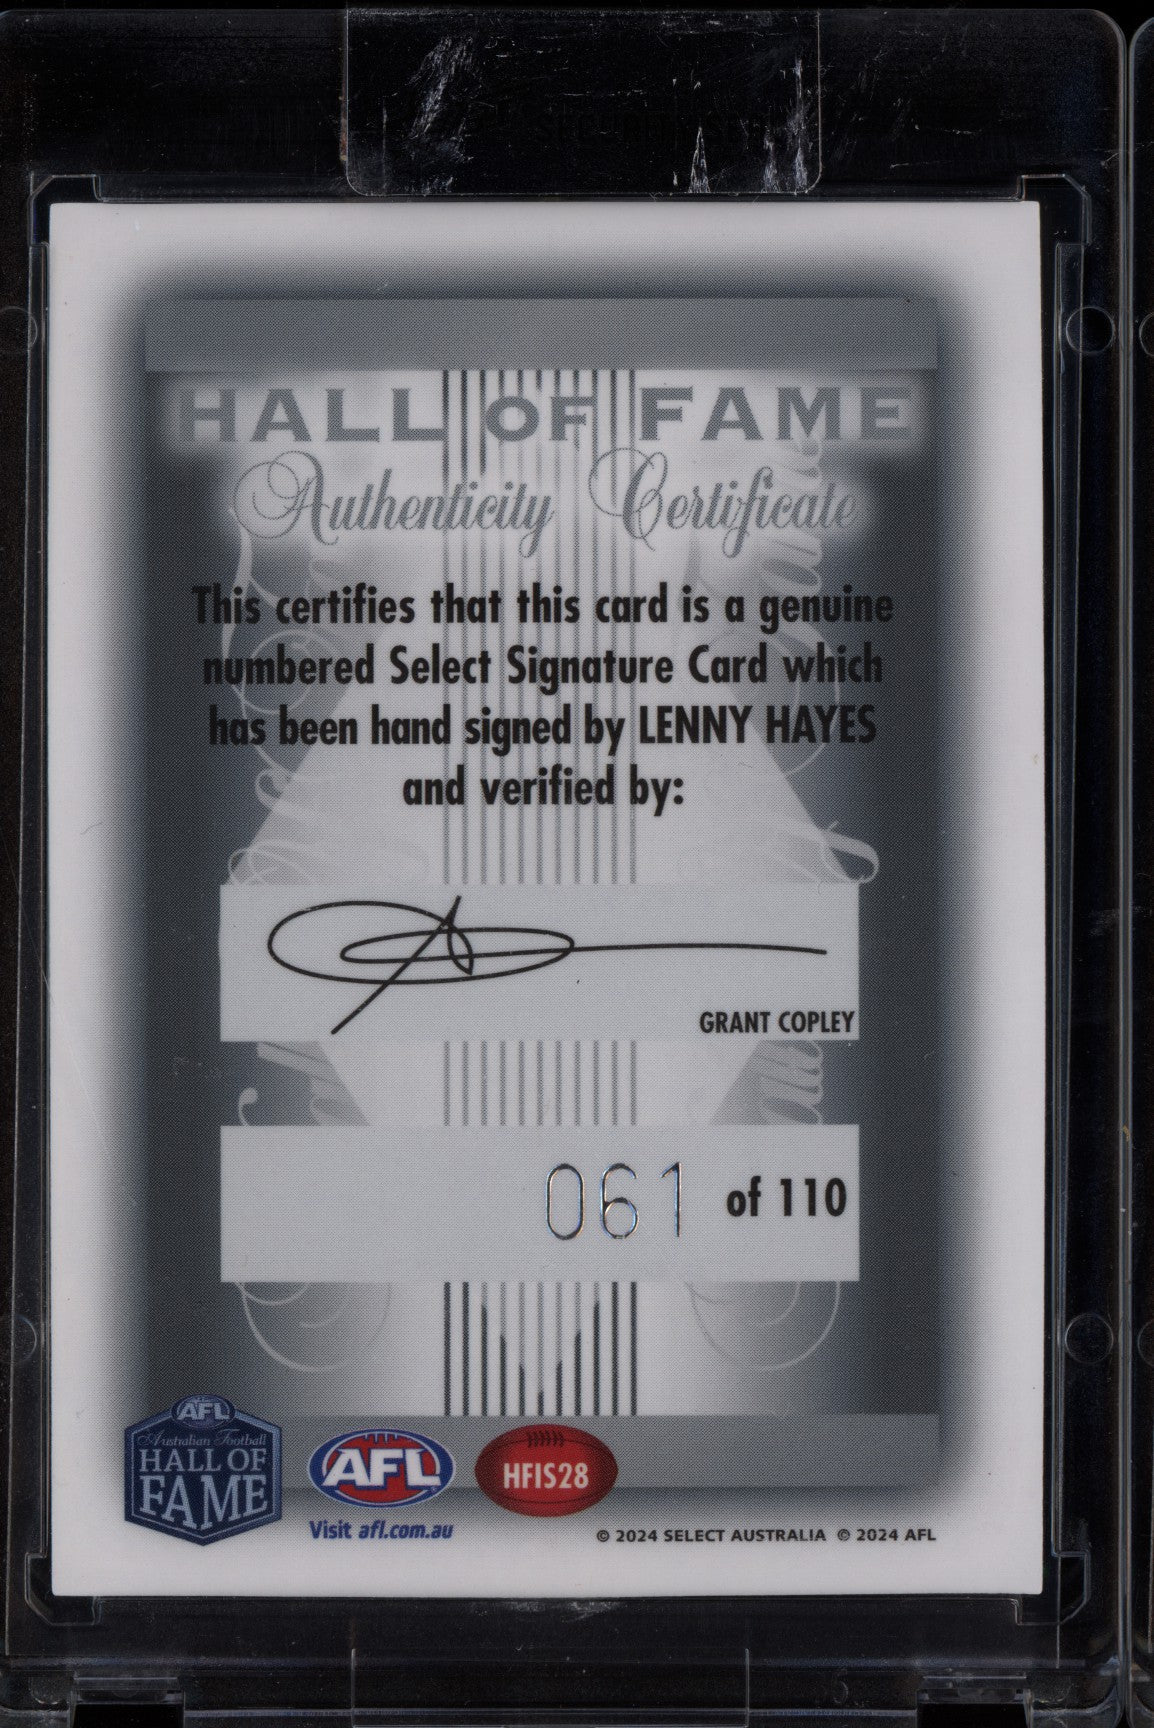 HALL OF FAME
Authenticity Certificate
This certifies that this card is a genuine
numbered Select Signature Card which
has been hand signed by LENNY HAYES
and verified by:
GRANT COPLEY
061 of 110
AFL
Australian Football
HALL OF
FAME
AFL
Visit afl.com.au
HFIS28
© 2024 SELECT AUSTRALIA © 2024 AFL